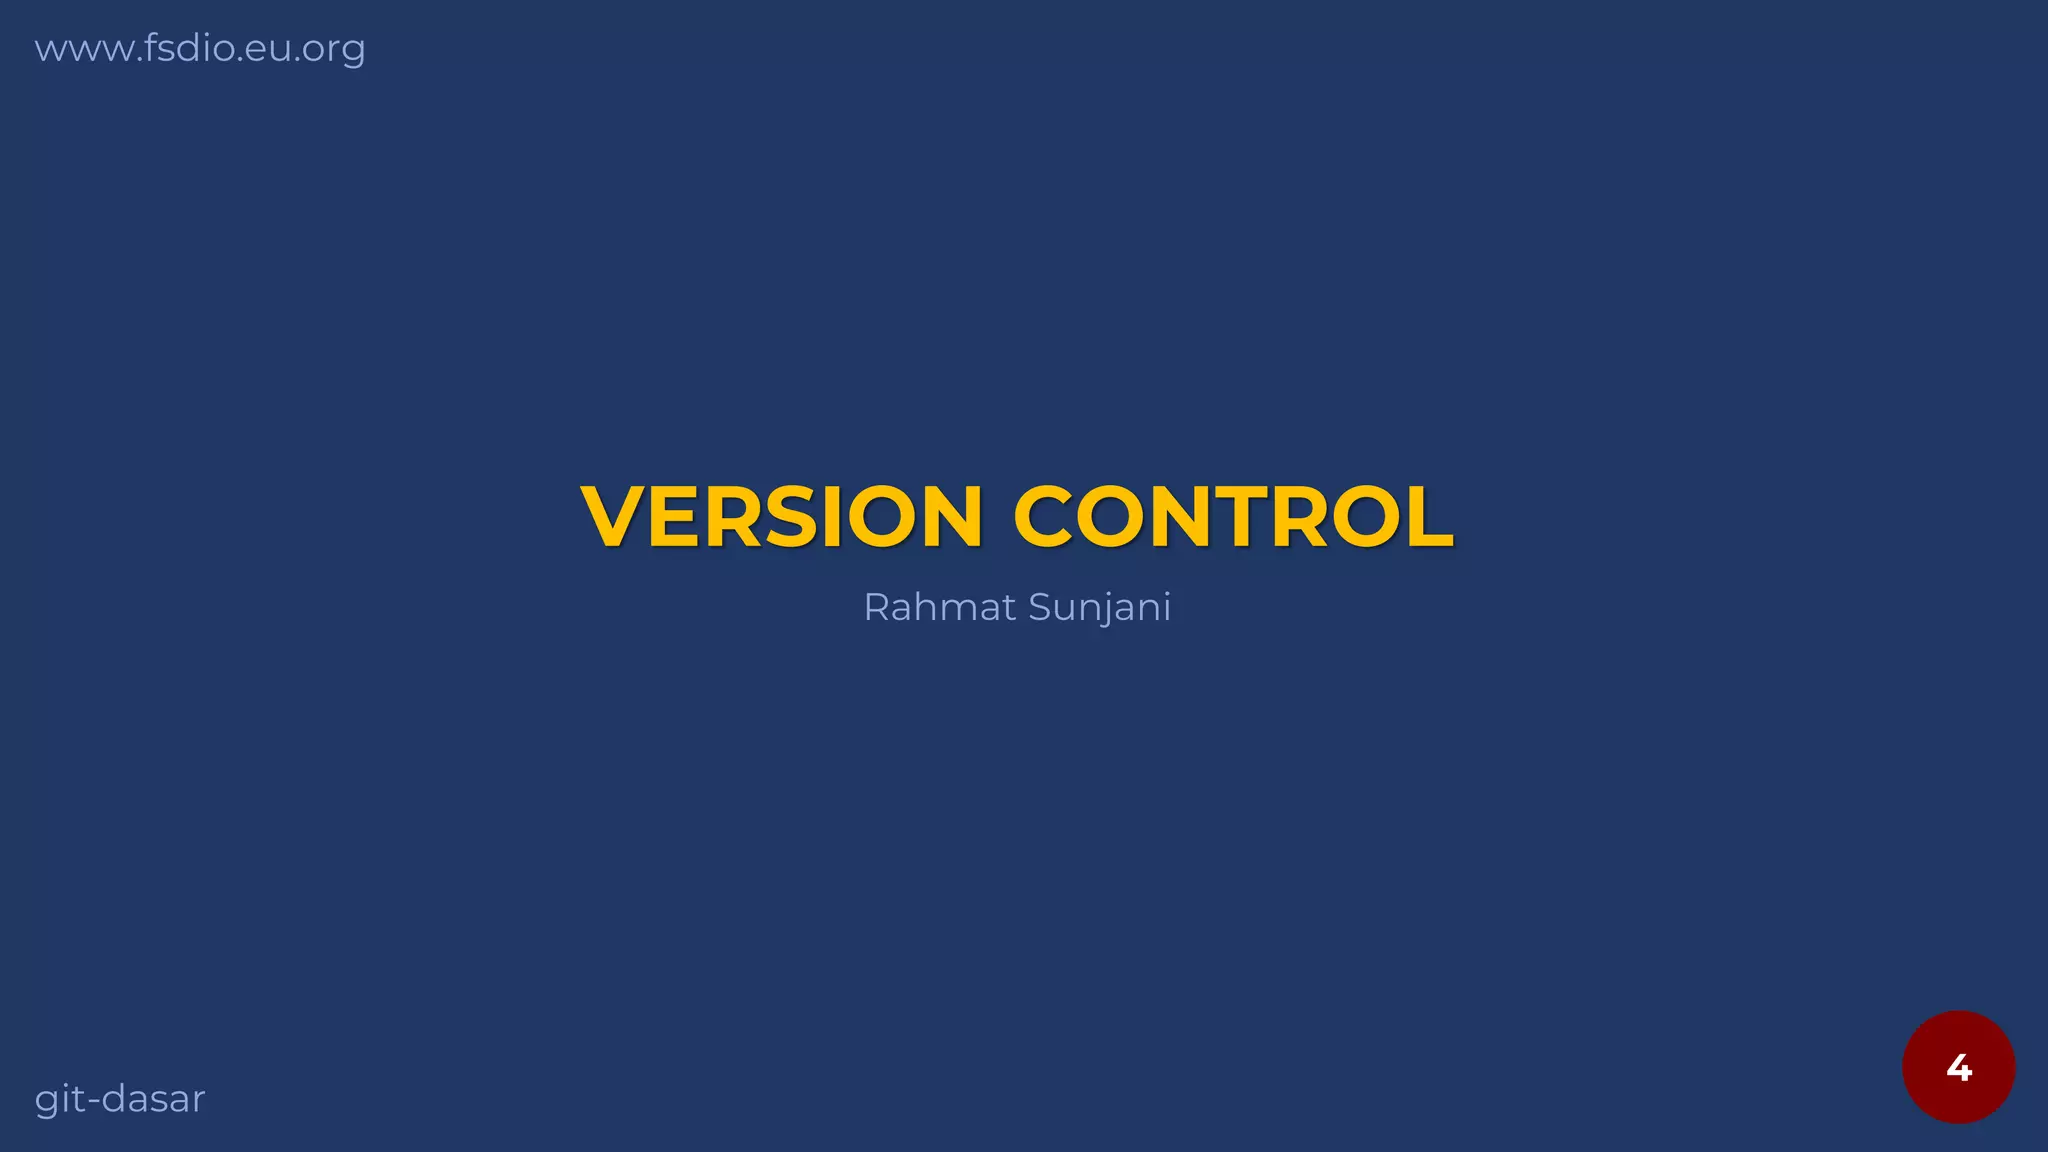 www.fsdio.eu.org
VERSION CONTROL
Rahmat Sunjani
git-dasar
4